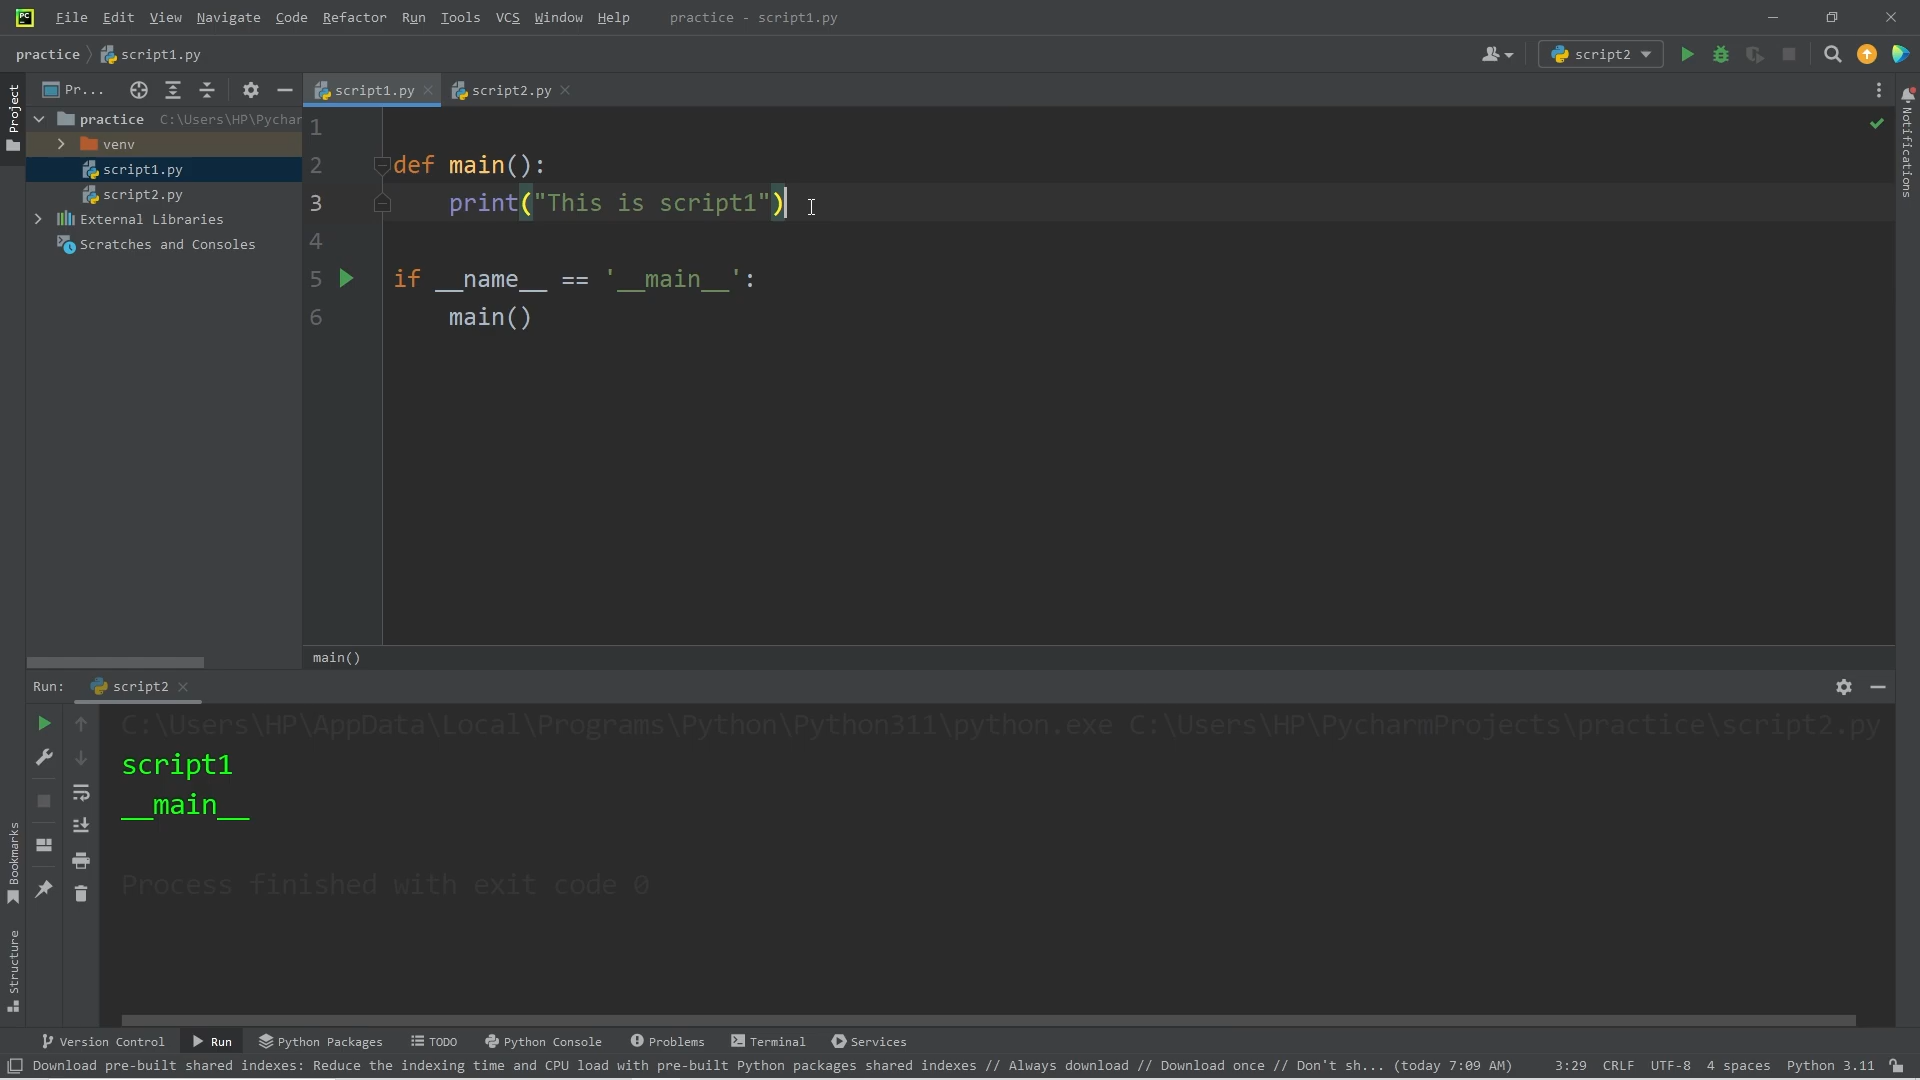 PC
File Edit View Navigate Code Refactor Run Tools VCS Window Help practice - script1.py
practice script1.py script2
Project
Pr... script1.py script2.py
practice C:\Users\HP\Pychar
venv
script1.py
script2.py
External Libraries
Scratches and Consoles
1
2 def main():
3 print("This is script1")
4
5 if __name__ == '__main__':
6 main()
Notifications
main()
Run: script2
C:\Users\HP\AppData\Local\Programs\Python\Python311\python.exe C:\Users\HP\PycharmProjects\practice\script2.py
script1
__main__
Process finished with exit code 0
Bookmarks
Structure
Version Control Run Python Packages TODO Python Console Problems Terminal Services
Download pre-built shared indexes: Reduce the indexing time and CPU load with pre-built Python packages shared indexes // Always download // Download once // Don't sh... (today 7:09 AM) 3:29 CRLF UTF-8 4 spaces Python 3.11